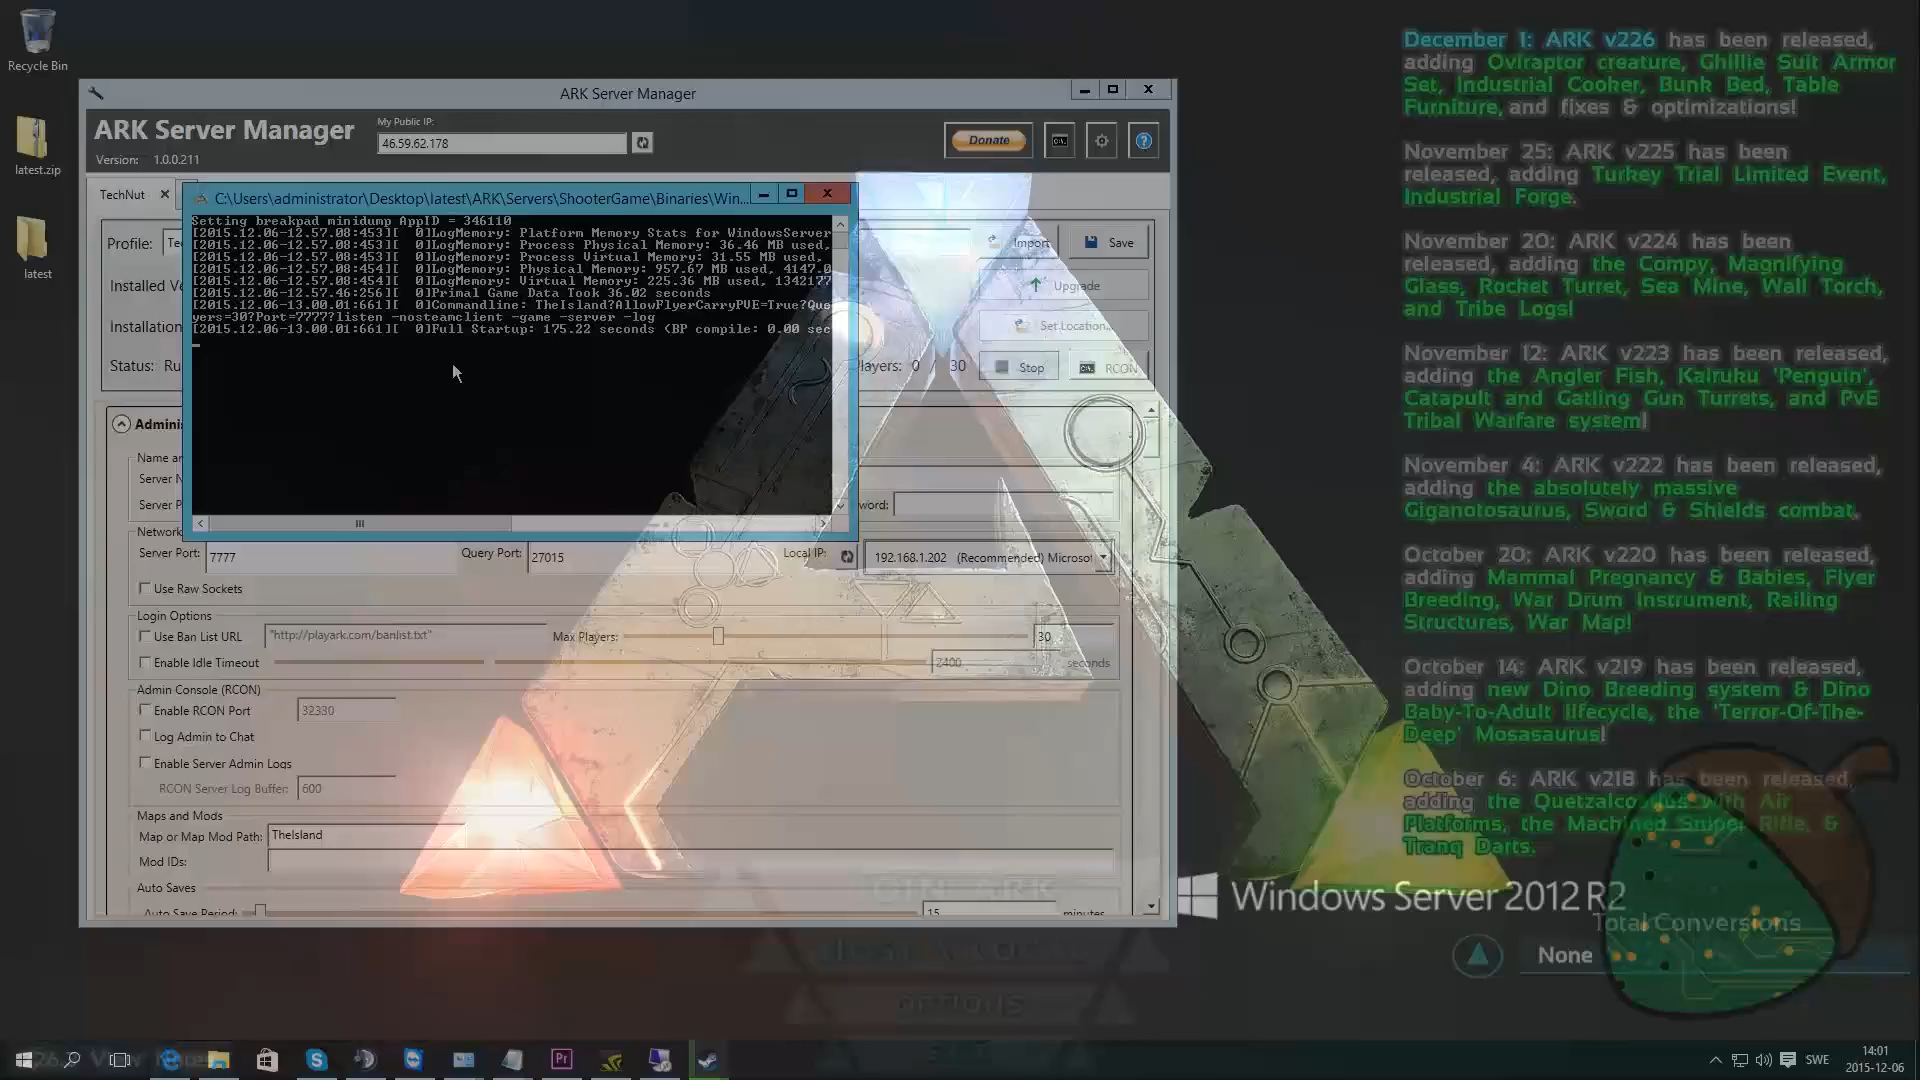 Recycle Bin
latest.zip
latest
ARK Server Manager
ARK Server Manager
Version: 1.0.0.211
My Public IP:
46.59.62.178
Donate
TechNut
C:\Users\administrator\Desktop\latest\ARK\Servers\ShooterGame\Binaries\Win...
Setting breakpad minidump AppID = 346110
[2015.12.06-12.57.08:453][ 0]LogMemory: Platform Memory Stats for WindowsServer
[2015.12.06-12.57.08:453][ 0]LogMemory: Process Physical Memory: 36.46 MB used,
[2015.12.06-12.57.08:453][ 0]LogMemory: Process Virtual Memory: 31.55 MB used,
[2015.12.06-12.57.08:454][ 0]LogMemory: Physical Memory: 957.67 MB used, 4147.0
[2015.12.06-12.57.08:454][ 0]LogMemory: Virtual Memory: 225.36 MB used, 1342177
[2015.12.06-12.57.46:256][ 0]Primal Game Data Took 36.02 seconds
[2015.12.06-13.00.01:661][ 0]Commandline: TheIsland?AllowFlyerCarryPVE=True?Que
yers=30?Port=7777?listen -nosteamclient -game -server -log
[2015.12.06-13.00.01:661][ 0]Full Startup: 175.22 seconds (BP compile: 0.00 sec
Profile:
Import
Save
Installed Ve
Upgrade
Installation
Set Location...
Status: Ru
Players: 0 / 30
Stop
RCON
Adminis
Name an
Server N
Server P
word:
Network
Server Port: 7777
Query Port: 27015
Local IP: 192.168.1.202 (Recommended) Microsof
Use Raw Sockets
Login Options
Use Ban List URL
"http://playark.com/banlist.txt"
Max Players: 30
Enable Idle Timeout
2400 seconds
Admin Console (RCON)
Enable RCON Port
32330
Log Admin to Chat
Enable Server Admin Logs
RCON Server Log Buffer: 600
Maps and Mods
Map or Map Mod Path: TheIsland
Mod IDs:
Auto Saves
Auto Save Period:
15 minutes
December 1: ARK v226 has been released,
adding Oviraptor creature, Ghillie Suit Armor
Set, Industrial Cooker, Bunk Bed, Table
Furniture, and fixes & optimizations!
November 25: ARK v225 has been
released, adding Turkey Trial Limited Event,
Industrial Forge.
November 20: ARK v224 has been
released, adding the Compy, Magnifying
Glass, Rocket Turret, Sea Mine, Wall Torch,
and Tribe Logs!
November 12: ARK v223 has been released,
adding the Angler Fish, Kairuku 'Penguin',
Catapult and Gatling Gun Turrets, and PvE
Tribal Warfare system!
November 4: ARK v222 has been released,
adding the absolutely massive
Giganotosaurus, Sword & Shields combat.
October 20: ARK v220 has been released,
adding Mammal Pregnancy & Babies, Flyer
Breeding, War Drum Instrument, Railing
Structures, War Map!
October 14: ARK v219 has been released,
adding new Dino Breeding system & Dino
Baby-To-Adult lifecycle, the 'Terror-Of-The-
Deep' Mosasaurus!
October 6: ARK v218 has been released,
adding the Quetzalcoatlus with Air
Platforms, the Machined Sniper Rifle, &
Tranq Darts.
Windows Server 2012 R2
Total Conversions
None
OPTIONS
SWE
14:01
2015-12-06